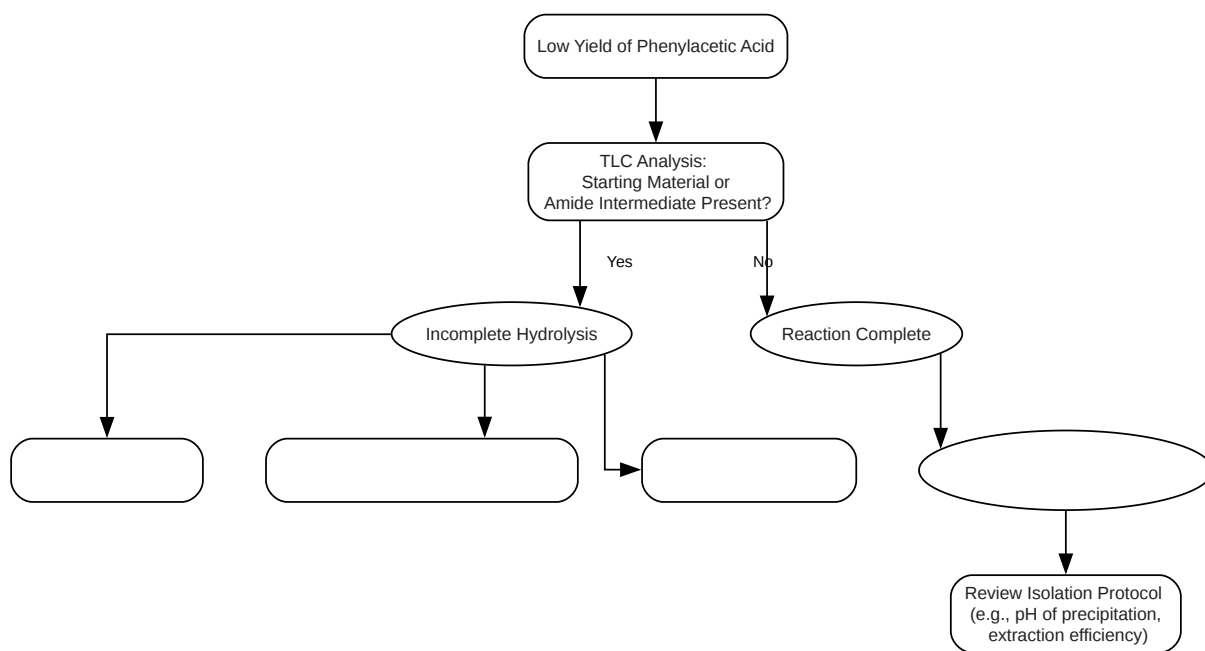 Low Yield of Phenylacetic Acid
TLC Analysis:
Starting Material or
Amide Intermediate Present?
Yes
No
Incomplete Hydrolysis
Reaction Complete
Review Isolation Protocol
(e.g., pH of precipitation,
extraction efficiency)